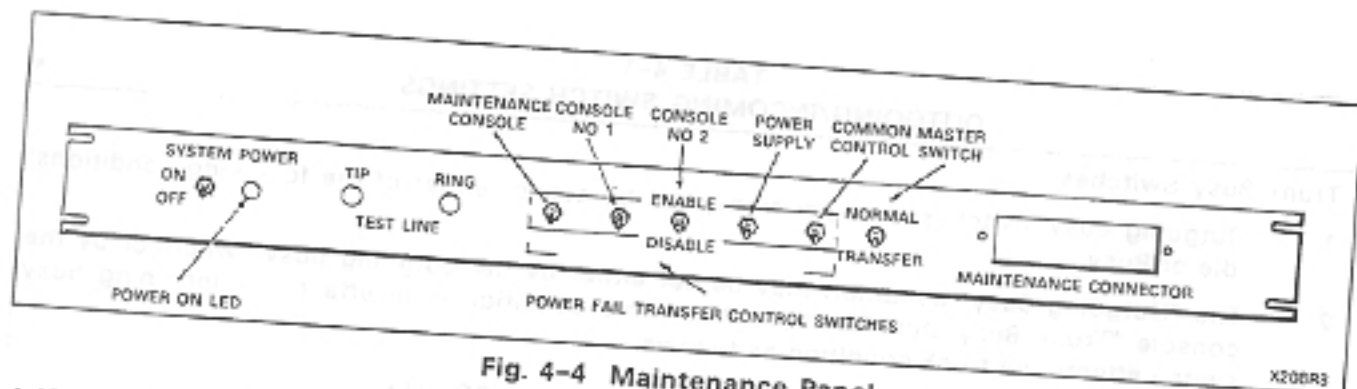 MAINTENANCE CONSOLE CONSOLE POWER COMMON MASTER
CONSOLE NO 1 NO 2 SUPPLY CONTROL SWITCH
SYSTEM POWER
ON
OFF
TIP
RING
TEST LINE
ENABLE
DISABLE
NORMAL
TRANSFER
MAINTENANCE CONNECTOR
POWER ON LED
POWER FAIL TRANSFER CONTROL SWITCHES
Fig. 4-4 Maintenance Panel
X208R3